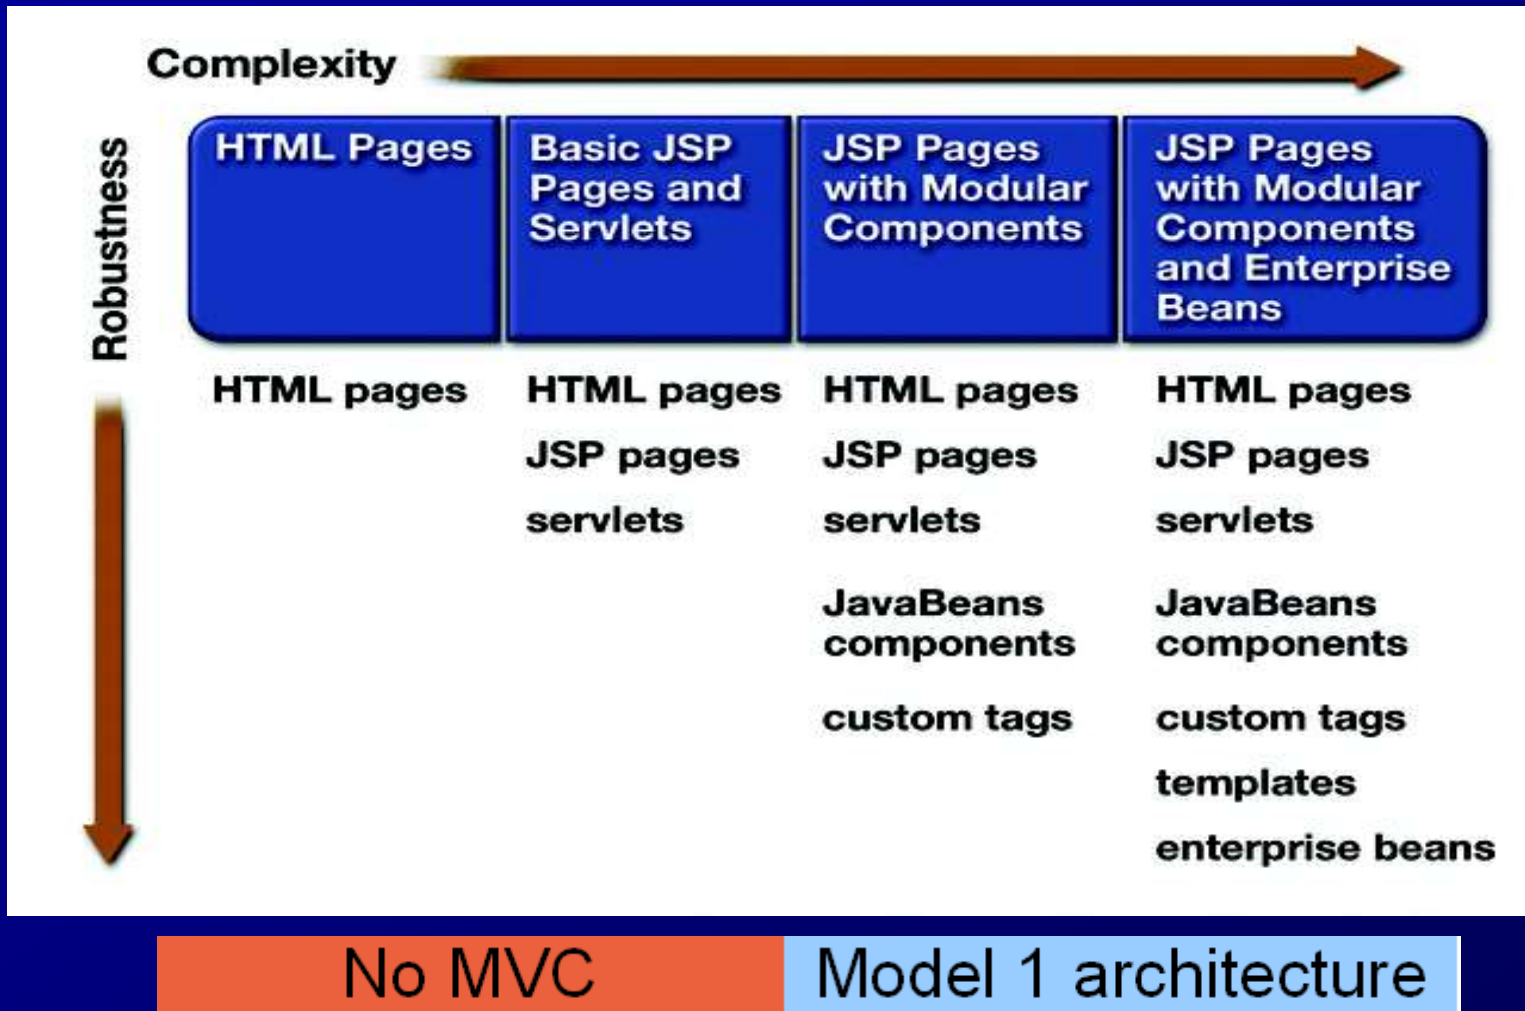 Complexity
Robustness
HTML Pages
Basic JSP
Pages and
Servlets
JSP Pages
with Modular
Components
JSP Pages
with Modular
Components
and Enterprise
Beans
HTML pages
HTML pages
JSP pages
servlets
HTML pages
JSP pages
servlets
JavaBeans
components
custom tags
HTML pages
JSP pages
servlets
JavaBeans
components
custom tags
templates
enterprise beans
No MVC
Model 1 architecture